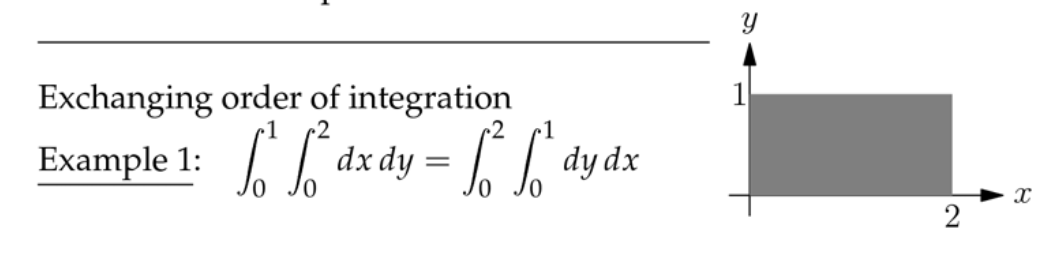 Exchanging order of integration
Example 1: ∫₀¹ ∫₀² dx dy = ∫₀² ∫₀¹ dy dx
y
1
x
2